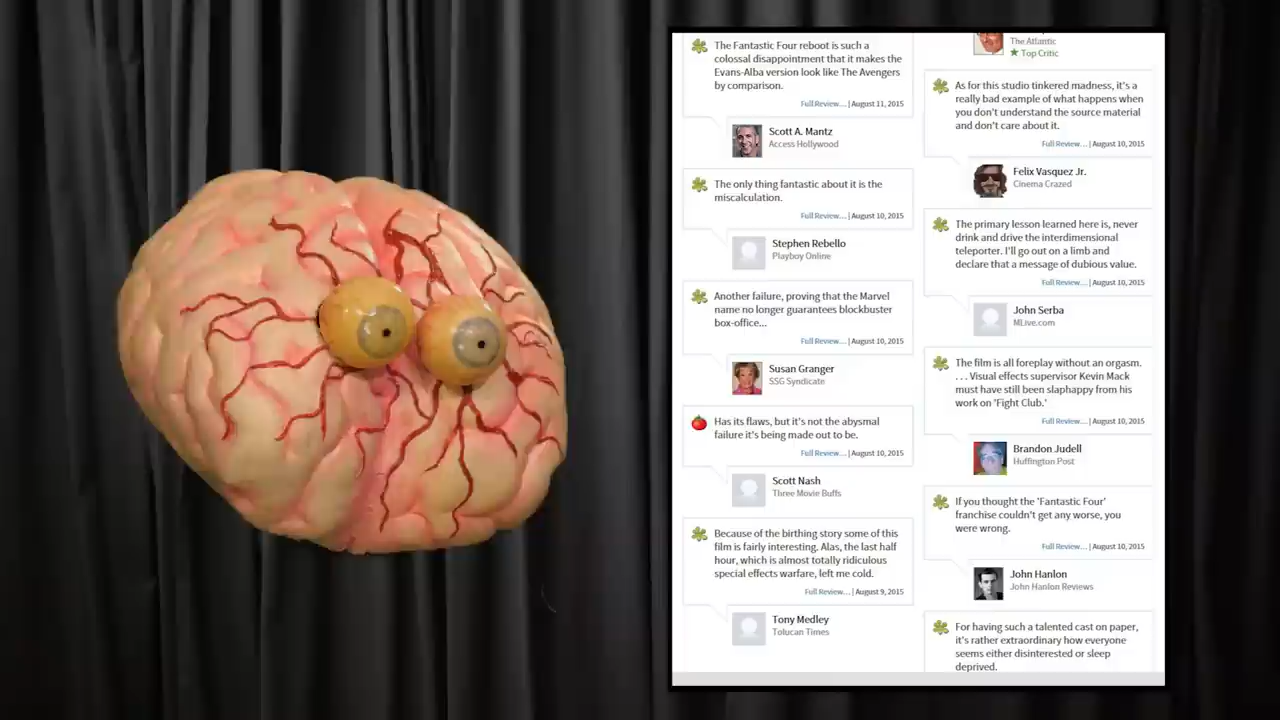 The Fantastic Four reboot is such a
colossal disappointment that it makes the
Evans-Alba version look like The Avengers
by comparison.
Full Review... | August 11, 2015
Scott A. Mantz
Access Hollywood
The only thing fantastic about it is the
miscalculation.
Full Review... | August 10, 2015
Stephen Rebello
Playboy Online
Another failure, proving that the Marvel
name no longer guarantees blockbuster
box-office...
Full Review... | August 10, 2015
Susan Granger
SSG Syndicate
Has its flaws, but it's not the abysmal
failure it's being made out to be.
Full Review... | August 10, 2015
Scott Nash
Three Movie Buffs
Because of the birthing story some of this
film is fairly interesting. Alas, the last half
hour, which is almost totally ridiculous
special effects warfare, left me cold.
Full Review... | August 9, 2015
Tony Medley
Tolucan Times
The Atlantic
Top Critic
As for this studio tinkered madness, it's a
really bad example of what happens when
you don't understand the source material
and don't care about it.
Full Review... | August 10, 2015
Felix Vasquez Jr.
Cinema Crazed
The primary lesson learned here is, never
drink and drive the interdimensional
teleporter. I'll go out on a limb and
declare that a message of dubious value.
Full Review... | August 10, 2015
John Serba
MLive.com
The film is all foreplay without an orgasm.
. . . Visual effects supervisor Kevin Mack
must have still been slaphappy from his
work on 'Fight Club.'
Full Review... | August 10, 2015
Brandon Judell
Huffington Post
If you thought the 'Fantastic Four'
franchise couldn't get any worse, you
were wrong.
Full Review... | August 10, 2015
John Hanlon
John Hanlon Reviews
For having such a talented cast on paper,
it's rather extraordinary how everyone
seems either disinterested or sleep
deprived.